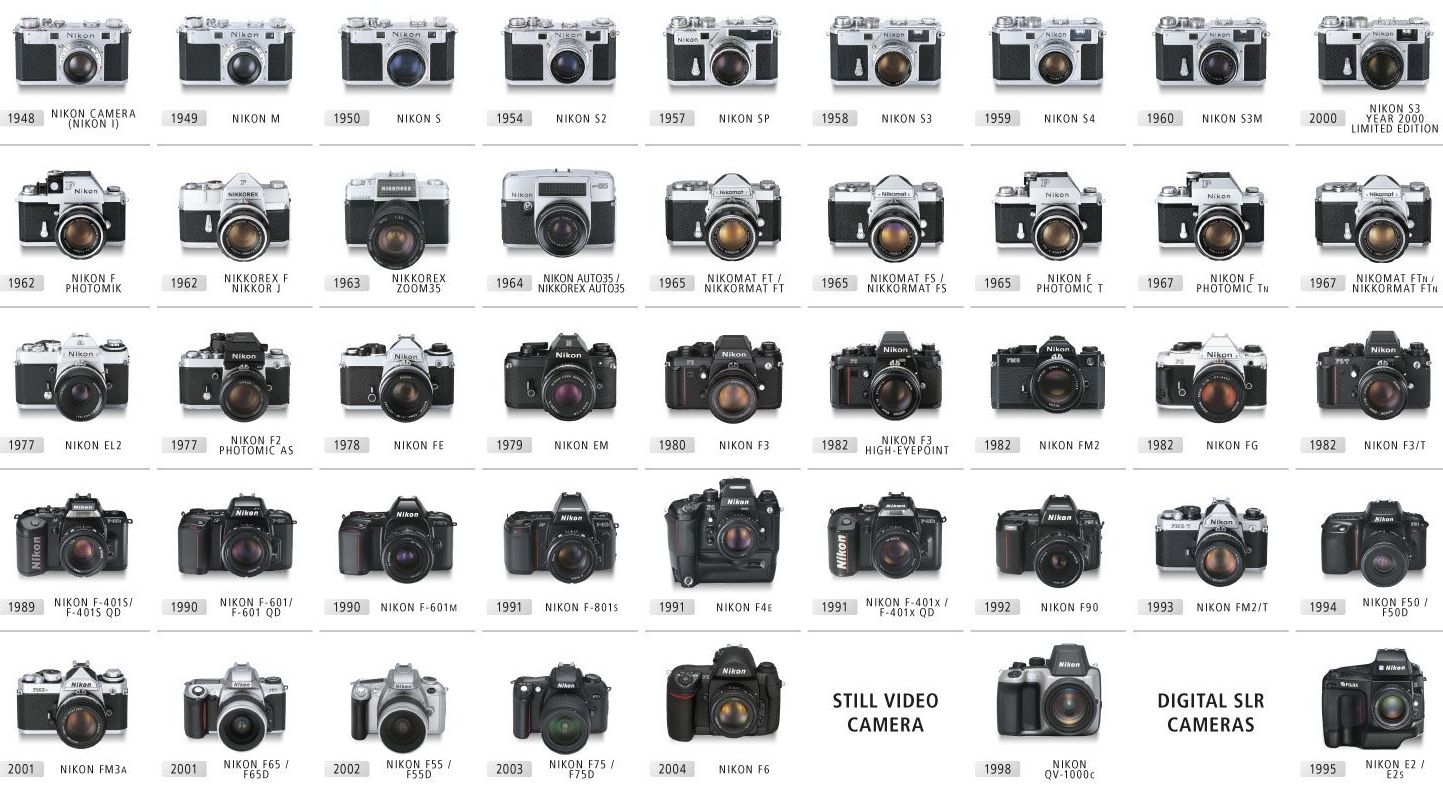 1948 NIKON CAMERA
(NIKON I)
1949 NIKON M
1950 NIKON S
1954 NIKON S2
1957 NIKON SP
1958 NIKON S3
1959 NIKON S4
1960 NIKON S3M
2000 NIKON S3
YEAR 2000
LIMITED EDITION
1962 NIKON F
PHOTOMIK
1962 NIKKOREX F
NIKKOR J
1963 NIKKOREX
ZOOM35
1964 NIKON AUTO35 /
NIKKOREX AUTO35
1965 NIKOMAT FT /
NIKKORMAT FT
1965 NIKOMAT FS /
NIKKORMAT FS
1965 NIKON F
PHOTOMIC T
1967 NIKON F
PHOTOMIC TN
1967 NIKOMAT FTN /
NIKKORMAT FTN
1977 NIKON EL2
1977 NIKON F2
PHOTOMIC AS
1978 NIKON FE
1979 NIKON EM
1980 NIKON F3
1982 NIKON F3
HIGH-EYEPOINT
1982 NIKON FM2
1982 NIKON FG
1982 NIKON F3/T
1989 NIKON F-401S/
F-401S QD
1990 NIKON F-601/
F-601 QD
1990 NIKON F-601M
1991 NIKON F-801S
1991 NIKON F4E
1991 NIKON F-401X /
F-401X QD
1992 NIKON F90
1993 NIKON FM2/T
1994 NIKON F50 /
F50D
2001 NIKON FM3A
2001 NIKON F65 /
F65D
2002 NIKON F55 /
F55D
2003 NIKON F75 /
F75D
2004 NIKON F6
STILL VIDEO
CAMERA
1998 NIKON
QV-1000C
DIGITAL SLR
CAMERAS
1995 NIKON E2 /
E2S